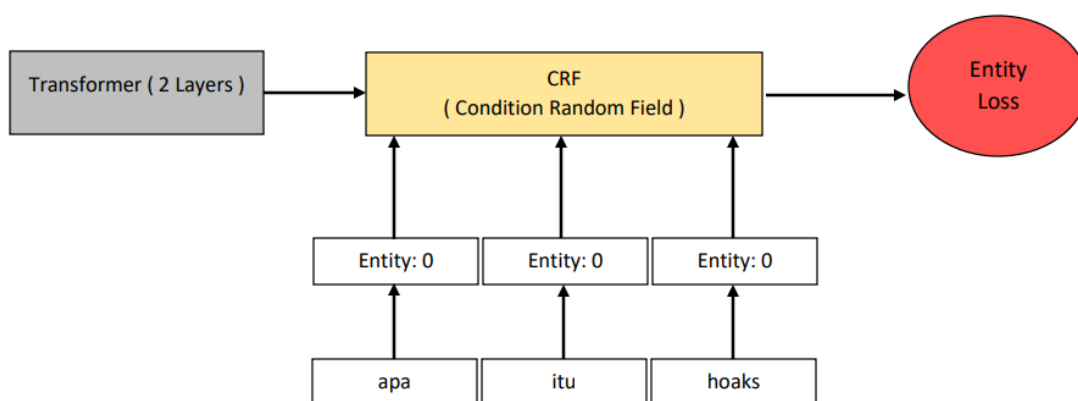 Transformer ( 2 Layers )
CRF
( Condition Random Field )
Entity
Loss
Entity: 0
Entity: 0
Entity: 0
apa
itu
hoaks